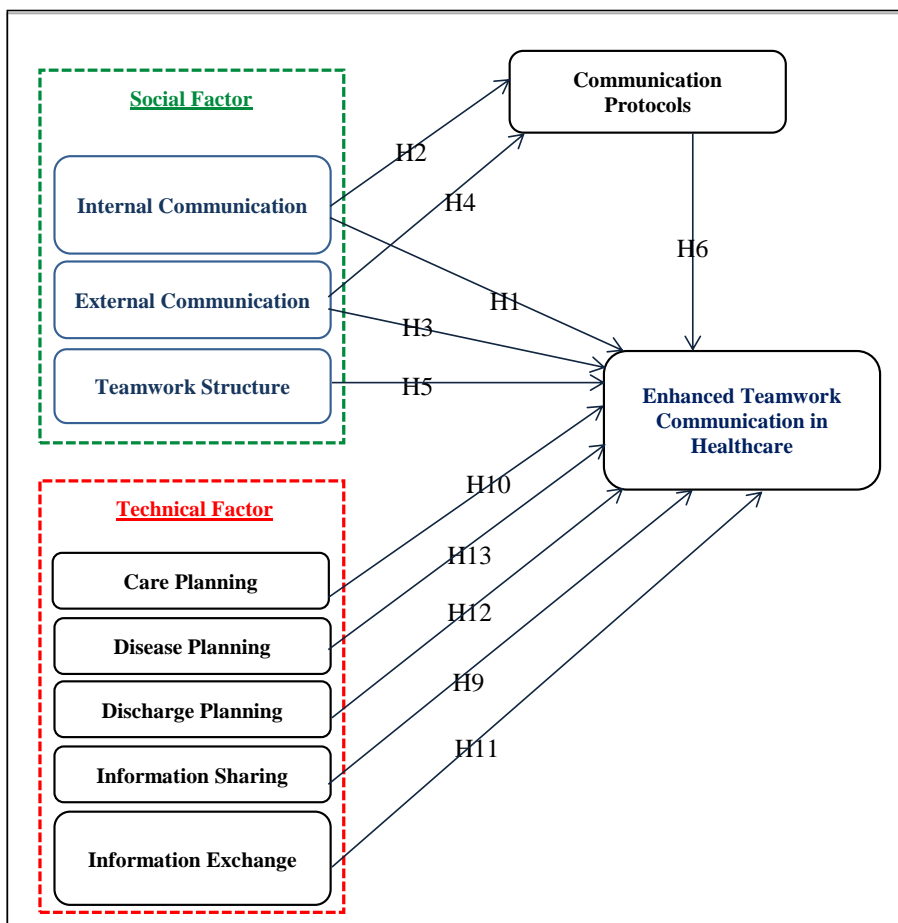 Social Factor
Internal Communication
External Communication
Teamwork Structure
Communication
Protocols
H2
H4
H6
H1
H3
H5
Enhanced Teamwork
Communication in
Healthcare
Technical Factor
Care Planning
Disease Planning
Discharge Planning
Information Sharing
Information Exchange
H10
H13
H12
H9
H11